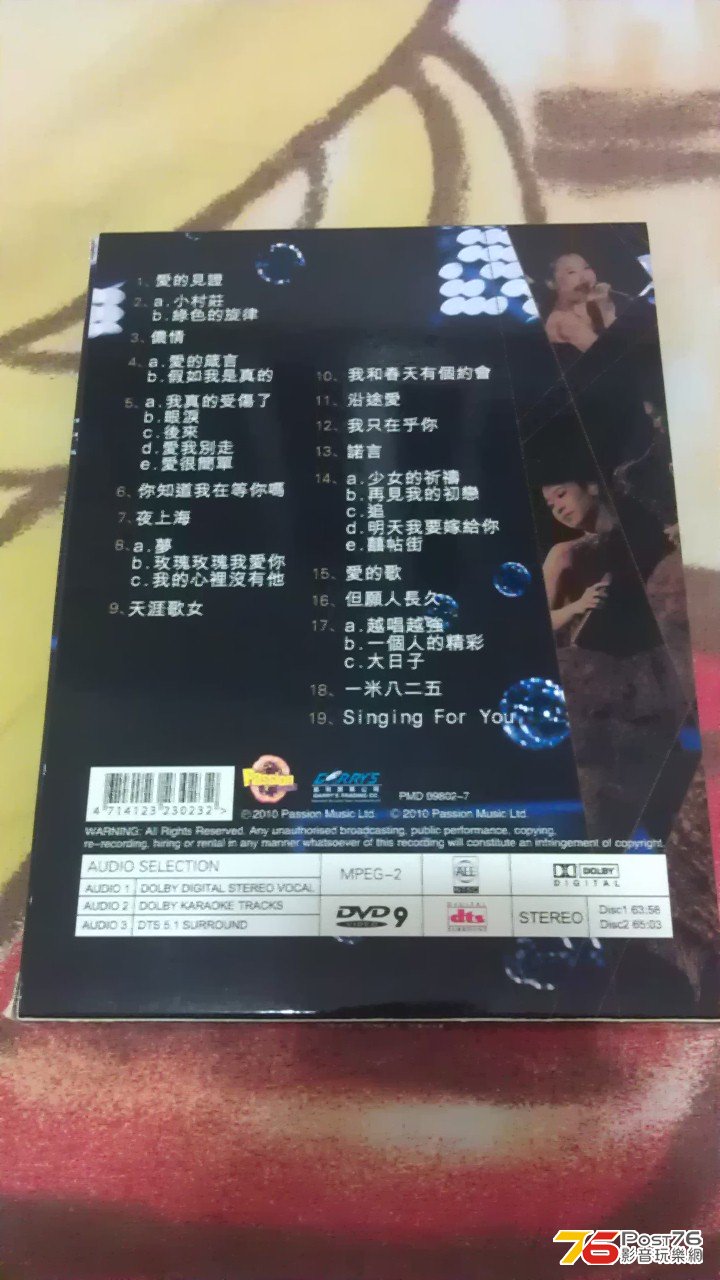 1、愛的見證
2、a.小村莊
b.綠色的旋律
3、儂情
4、a.愛的箴言
b.假如我是真的
5、a.我真的受傷了
b.眼淚
c.後來
d.愛我別走
e.愛很簡單
6、你知道我在等你嗎
7、夜上海
8、a.夢
b.玫瑰玫瑰我愛你
c.我的心裡沒有他
9、天涯歌女
10、我和春天有個約會
11、沿途愛
12、我只在乎你
13、諾言
14、a.少女的祈禱
b.再見我的初戀
c.追
d.明天我要嫁給你
e.囍帖街
15、愛的歌
16、但願人長久
17、a.越唱越強
b.一個人的精彩
c.大日子
18、一米八二五
19、Singing For You
4 714123 230232 >
Passion
GARRY'S
GARRY'S TRADING CO.
PMD 09802-7
℗2010 Passion Music Ltd. ©2010 Passion Music Ltd.
WARNING: All Rights Reserved. Any unauthorised broadcasting, public performance, copying,
re-recording, hiring or rental in any manner whatsoever of this recording will constitute an infringement of copyright.
AUDIO SELECTION
AUDIO 1 DOLBY DIGITAL STEREO VOCAL
AUDIO 2 DOLBY KARAOKE TRACKS
AUDIO 3 DTS 5.1 SURROUND
MPEG-2
ALL
NTSC
DOLBY
DIGITAL
DVD 9
VIDEO
DIGITAL
dts
SURROUND
STEREO
Disc1 63:58
Disc2 65:03
76 Post76
影音玩樂網